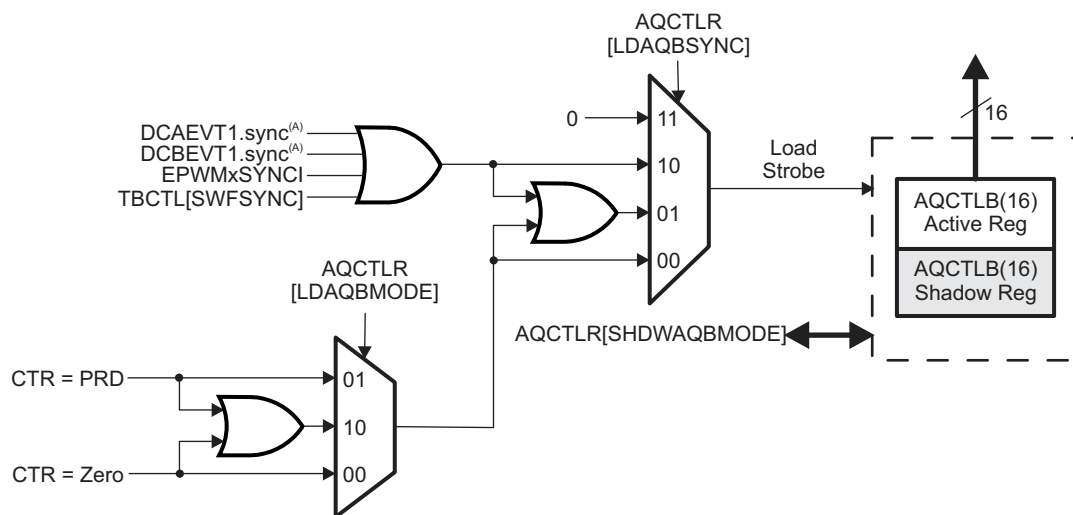 AQCTLR
[LDAQBSYNC]
0
11
16
DCAEVT1.sync(A)
DCBEVT1.sync(A)
EPWMxSYNCI
TBCTL[SWFSYNC]
10
Load
Strobe
01
AQCTLB(16)
Active Reg
00
AQCTLB(16)
Shadow Reg
AQCTLR
[LDAQBMODE]
AQCTLR[SHDWAQBMODE]
CTR = PRD
01
10
CTR = Zero
00